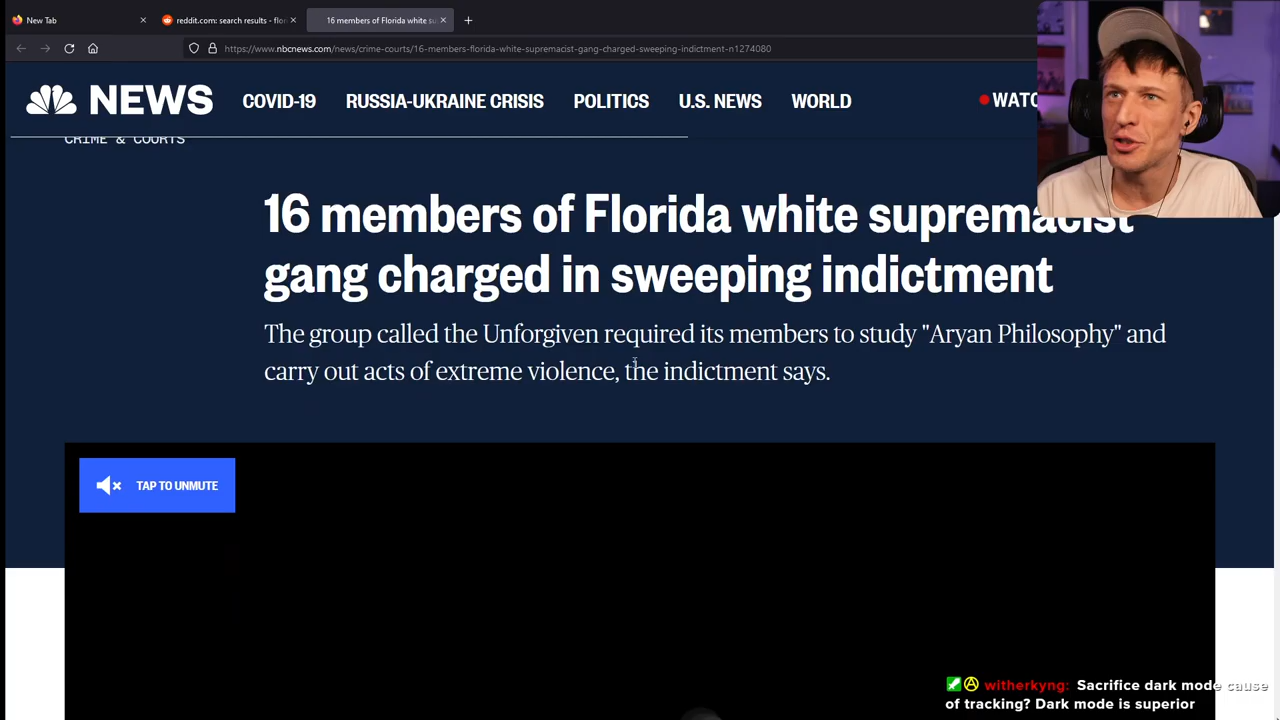 New Tab
reddit.com: search results - flor
16 members of Florida white su
https://www.nbcnews.com/news/crime-courts/16-members-florida-white-supremacist-gang-charged-sweeping-indictment-n1274080
NEWS
COVID-19
RUSSIA-UKRAINE CRISIS
POLITICS
U.S. NEWS
WORLD
WATC
CRIME & COURTS
16 members of Florida white supremacist
gang charged in sweeping indictment
The group called the Unforgiven required its members to study "Aryan Philosophy" and
carry out acts of extreme violence, the indictment says.
TAP TO UNMUTE
witherkyng: Sacrifice dark mode cause
of tracking? Dark mode is superior